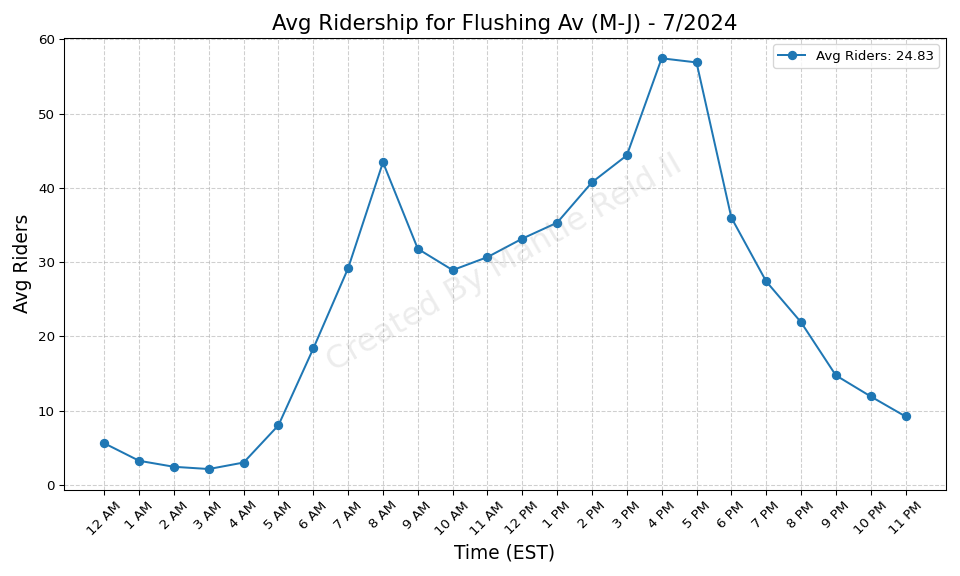 Avg Ridership for Flushing Av (M-J) - 7/2024
Avg Riders: 24.83
Avg Riders
60
50
40
30
20
10
0
Created By Mantie Reid II
12 AM
1 AM
2 AM
3 AM
4 AM
5 AM
6 AM
7 AM
8 AM
9 AM
10 AM
11 AM
12 PM
1 PM
2 PM
3 PM
4 PM
5 PM
6 PM
7 PM
8 PM
9 PM
10 PM
11 PM
Time (EST)